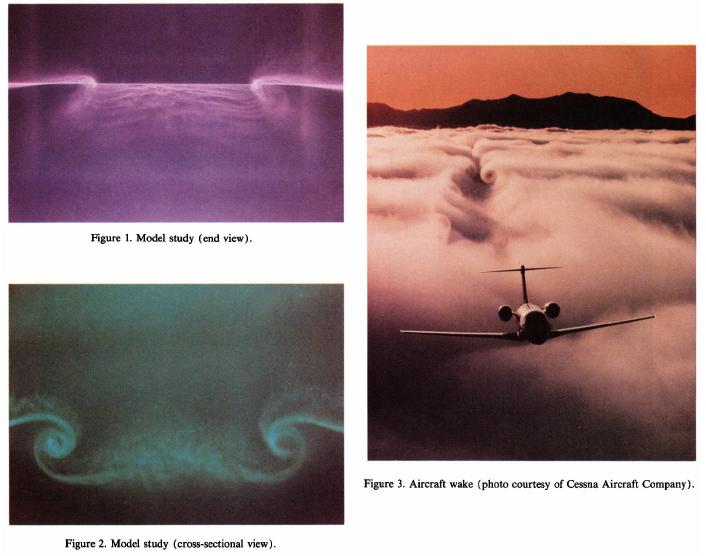 Figure 1. Model study (end view).
Figure 2. Model study (cross-sectional view).
Figure 3. Aircraft wake (photo courtesy of Cessna Aircraft Company).